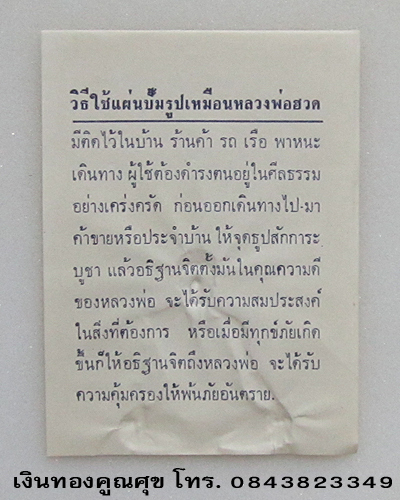 วิธีใช้แผ่นปั๊มรูปเหมือนหลวงพ่อฮวด
มีติดไว้ในบ้าน ร้านค้า รถ เรือ พาหนะ
เดินทาง ผู้ใช้ต้องดำรงตนอยู่ในศีลธรรม
อย่างเคร่งครัด ก่อนออกเดินทางไป-มา
ค้าขายหรือประจำบ้าน ให้จุดธูปสักการะ
บูชา แล้วอธิฐานจิตตั้งมันในคุณความดี
ของหลวงพ่อ จะได้รับความสมประสงค์
ในสิ่งที่ต้องการ หรือเมื่อมีทุกข์ภัยเกิด
ขึ้นก็ให้อธิฐานจิตถึงหลวงพ่อ จะได้รับ
ความคุ้มครองให้พ้นภัยอันตราย.
เงินทองคูณศุข โทร. 0843823349